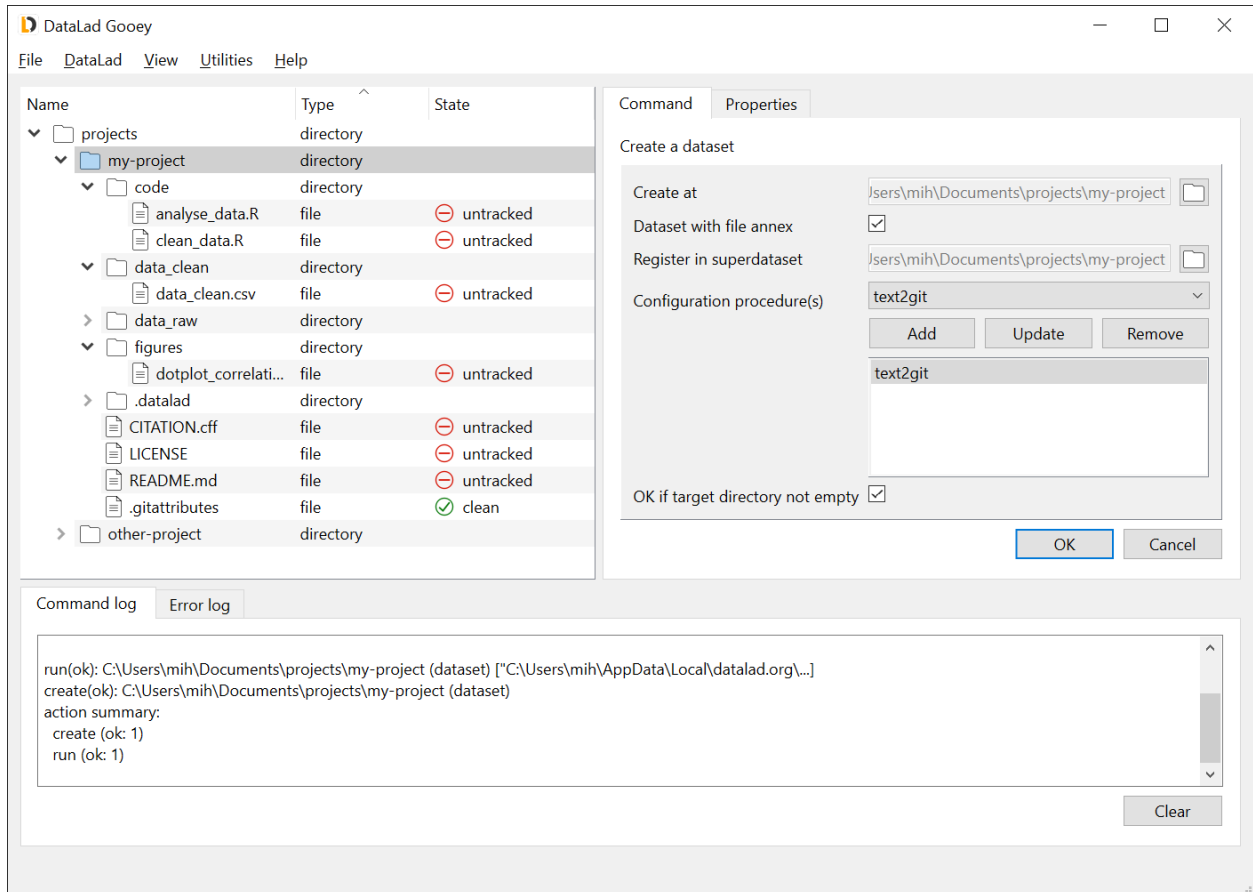 DataLad Gooey
File DataLad View Utilities Help
Name Type State
projects directory
my-project directory
code directory
analyse_data.R file untracked
clean_data.R file untracked
data_clean directory
data_clean.csv file untracked
data_raw directory
figures directory
dotplot_correlati... file untracked
.datalad directory
CITATION.cff file untracked
LICENSE file untracked
README.md file untracked
.gitattributes file clean
other-project directory
Command Properties
Create a dataset
Create at Jsers\mih\Documents\projects\my-project
Dataset with file annex
Register in superdataset Jsers\mih\Documents\projects\my-project
Configuration procedure(s) text2git
Add Update Remove
text2git
OK if target directory not empty
OK Cancel
Command log Error log
run(ok): C:\Users\mih\Documents\projects\my-project (dataset) ["C:\Users\mih\AppData\Local\datalad.org\...]
create(ok): C:\Users\mih\Documents\projects\my-project (dataset)
action summary:
create (ok: 1)
run (ok: 1)
Clear